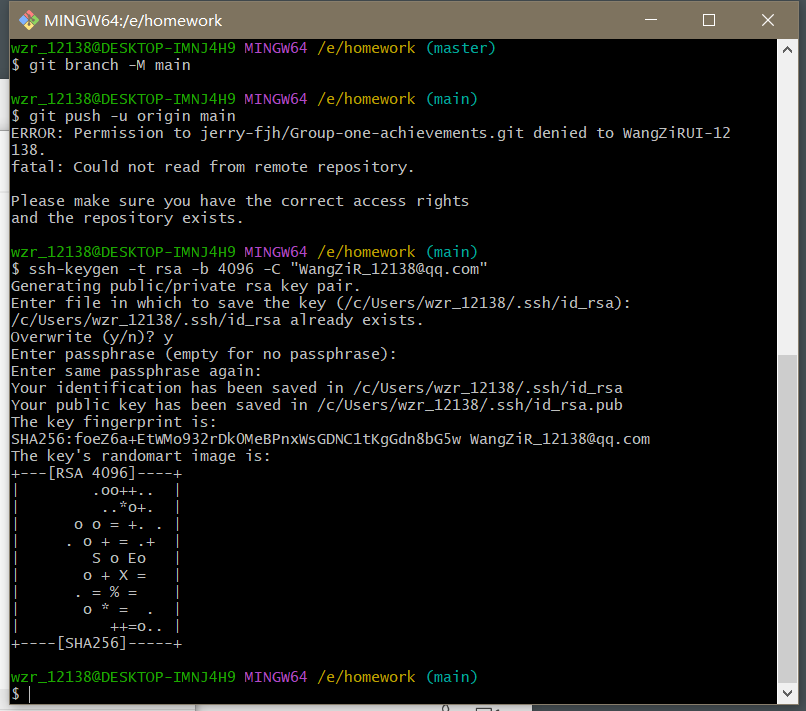 MINGW64:/e/homework
wzr_12138@DESKTOP-IMNJ4H9 MINGW64 /e/homework (master)
$ git branch -M main
wzr_12138@DESKTOP-IMNJ4H9 MINGW64 /e/homework (main)
$ git push -u origin main
ERROR: Permission to jerry-fjh/Group-one-achievements.git denied to WangZiRUI-12
138.
fatal: Could not read from remote repository.
Please make sure you have the correct access rights
and the repository exists.
wzr_12138@DESKTOP-IMNJ4H9 MINGW64 /e/homework (main)
$ ssh-keygen -t rsa -b 4096 -C "WangZiR_12138@qq.com"
Generating public/private rsa key pair.
Enter file in which to save the key (/c/Users/wzr_12138/.ssh/id_rsa):
/c/Users/wzr_12138/.ssh/id_rsa already exists.
Overwrite (y/n)? y
Enter passphrase (empty for no passphrase):
Enter same passphrase again:
Your identification has been saved in /c/Users/wzr_12138/.ssh/id_rsa
Your public key has been saved in /c/Users/wzr_12138/.ssh/id_rsa.pub
The key fingerprint is:
SHA256:foeZ6a+EtWMo932rDkOMeBPnxWsGDNC1tKgGdn8bG5w WangZiR_12138@qq.com
The key's randomart image is:
+---[RSA 4096]----+
|        .oo++..  |
|         ..*o+.  |
|      o o = +. . |
|     . o + = .+  |
|        S o Eo   |
|       o + X =   |
|      . = % =    |
|       o * =  .  |
|          ++=o.. |
+----[SHA256]-----+
wzr_12138@DESKTOP-IMNJ4H9 MINGW64 /e/homework (main)
$